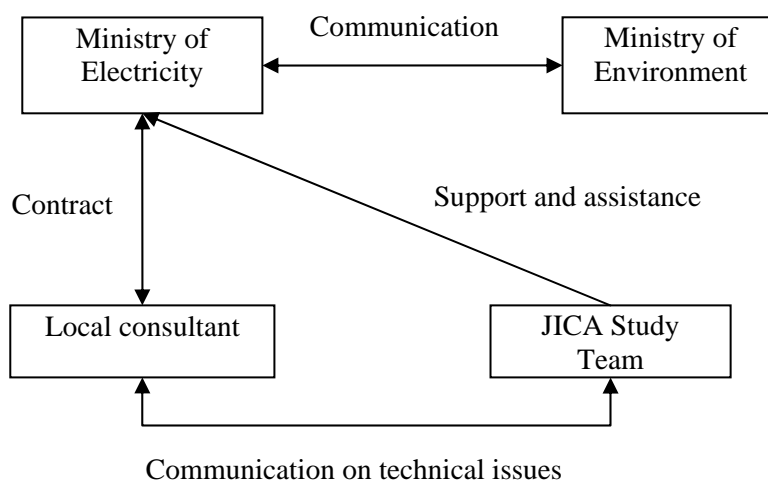 Ministry of
Electricity
Communication
Ministry of
Environment
Contract
Support and assistance
Local consultant
JICA Study
Team
Communication on technical issues